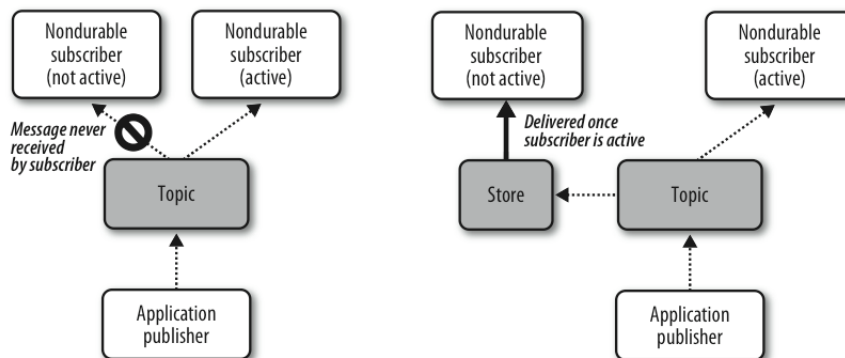 Nondurable
subscriber
(not active)
Nondurable
subscriber
(active)
Message never
received
by subscriber
Topic
Application
publisher
Nondurable
subscriber
(not active)
Nondurable
subscriber
(active)
Delivered once
subscriber is active
Store
Topic
Application
publisher